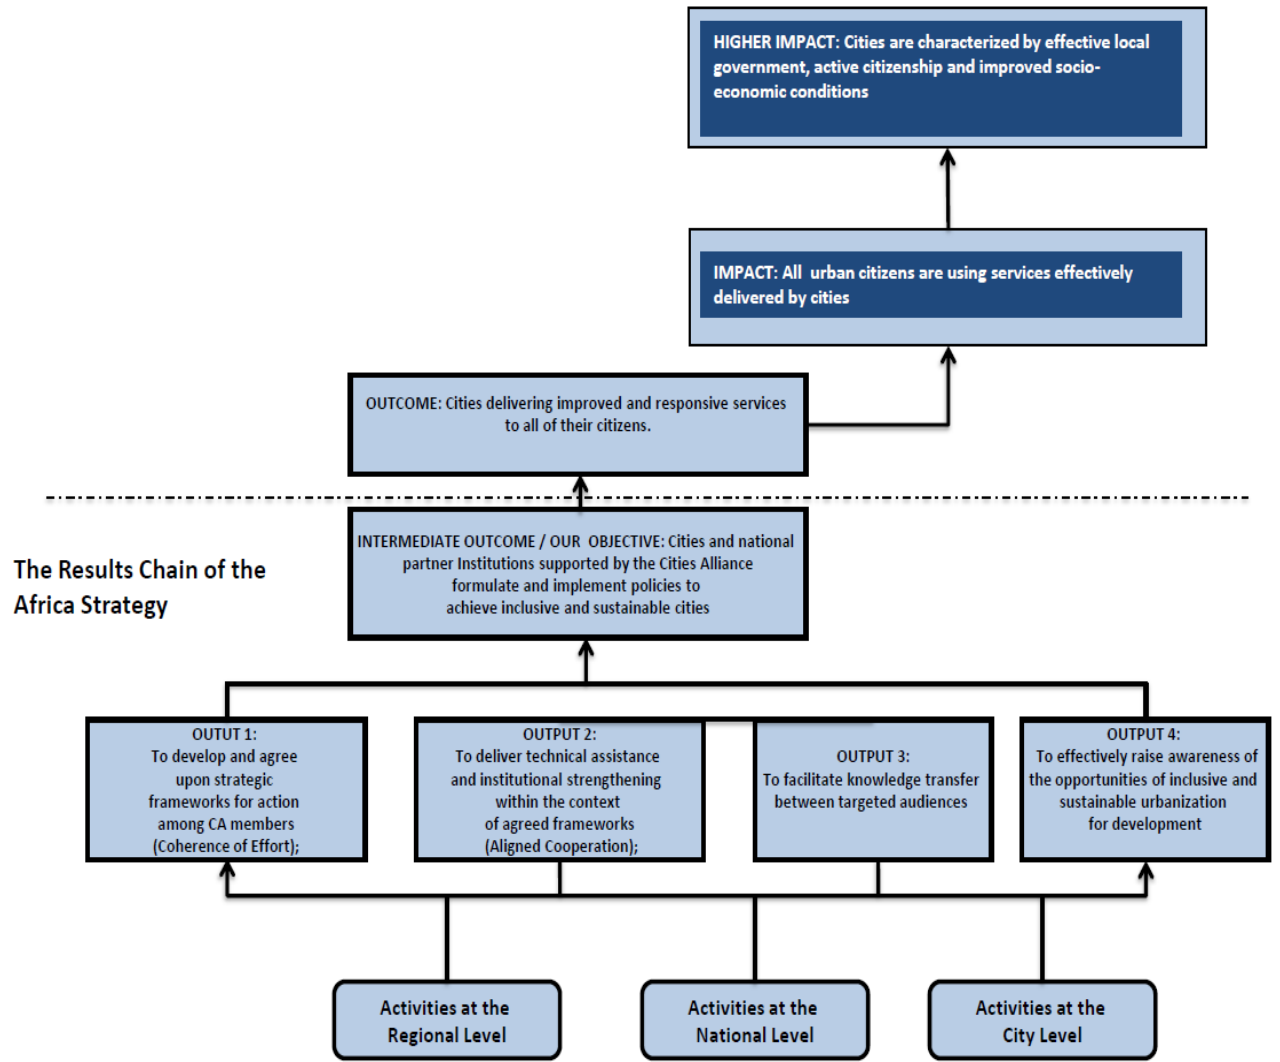 HIGHER IMPACT: Cities are characterized by effective local
government, active citizenship and improved socio-
economic conditions
IMPACT: All urban citizens are using services effectively
delivered by cities
OUTCOME: Cities delivering improved and responsive services
to all of their citizens.
INTERMEDIATE OUTCOME / OUR OBJECTIVE: Cities and national
partner Institutions supported by the Cities Alliance
formulate and implement policies to
achieve inclusive and sustainable cities
The Results Chain of the
Africa Strategy
OUTUT 1:
To develop and agree
upon strategic
frameworks for action
among CA members
(Coherence of Effort);
OUTPUT 2:
To deliver technical assistance
and institutional strengthening
within the context
of agreed frameworks
(Aligned Cooperation);
OUTPUT 3:
To facilitate knowledge transfer
between targeted audiences
OUTPUT 4:
To effectively raise awareness of
the opportunities of inclusive and
sustainable urbanization
for development
Activities at the
Regional Level
Activities at the
National Level
Activities at the
City Level